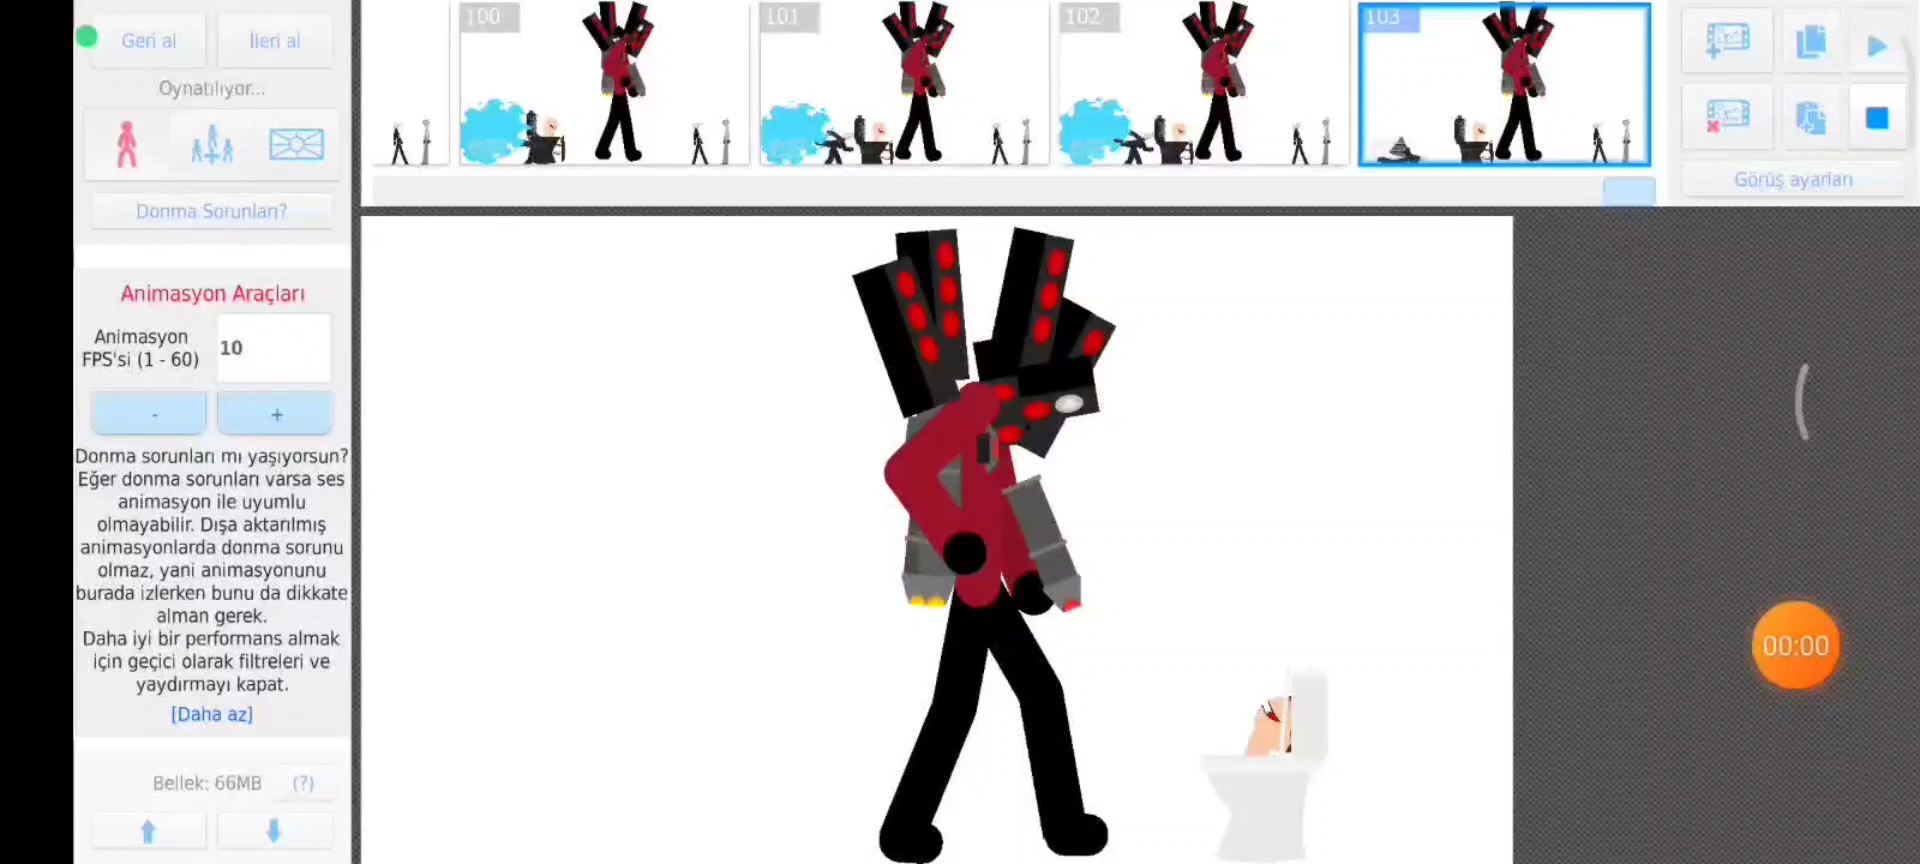 Geri al
İleri al
Oynatılıyor...
Donma Sorunları?
100
101
102
103
Görüş ayarları
Animasyon Araçları
Animasyon
FPS'si (1 - 60)
10
-
+
Donma sorunları mı yaşıyorsun?
Eğer donma sorunları varsa ses
animasyon ile uyumlu
olmayabilir. Dışa aktarılmış
animasyonlarda donma sorunu
olmaz, yani animasyonunu
burada izlerken bunu da dikkate
alman gerek.
Daha iyi bir performans almak
için geçici olarak filtreleri ve
yaydırmayı kapat.
[Daha az]
Bellek: 66MB
(?)
00:00